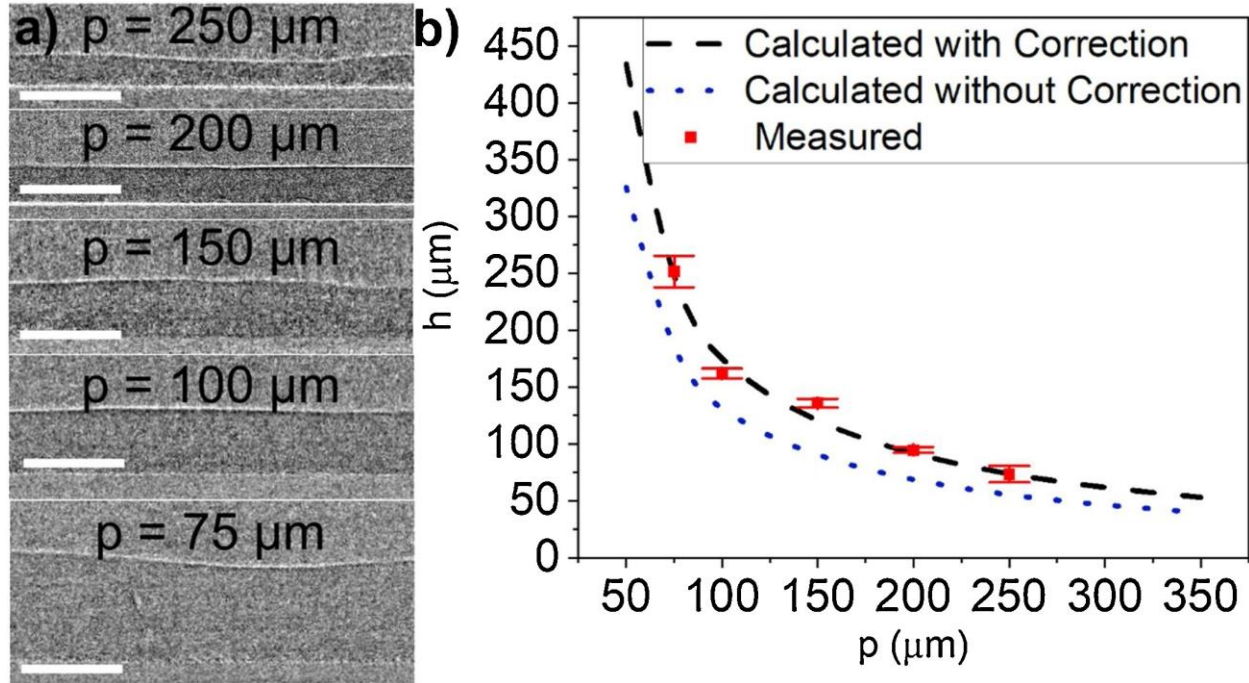 a) p = 250 μm
p = 200 μm
p = 150 μm
p = 100 μm
p = 75 μm
b)
Calculated with Correction
Calculated without Correction
Measured
450
400
350
300
250
200
150
100
50
0
h (μm)
50 100 150 200 250 300 350
p (μm)